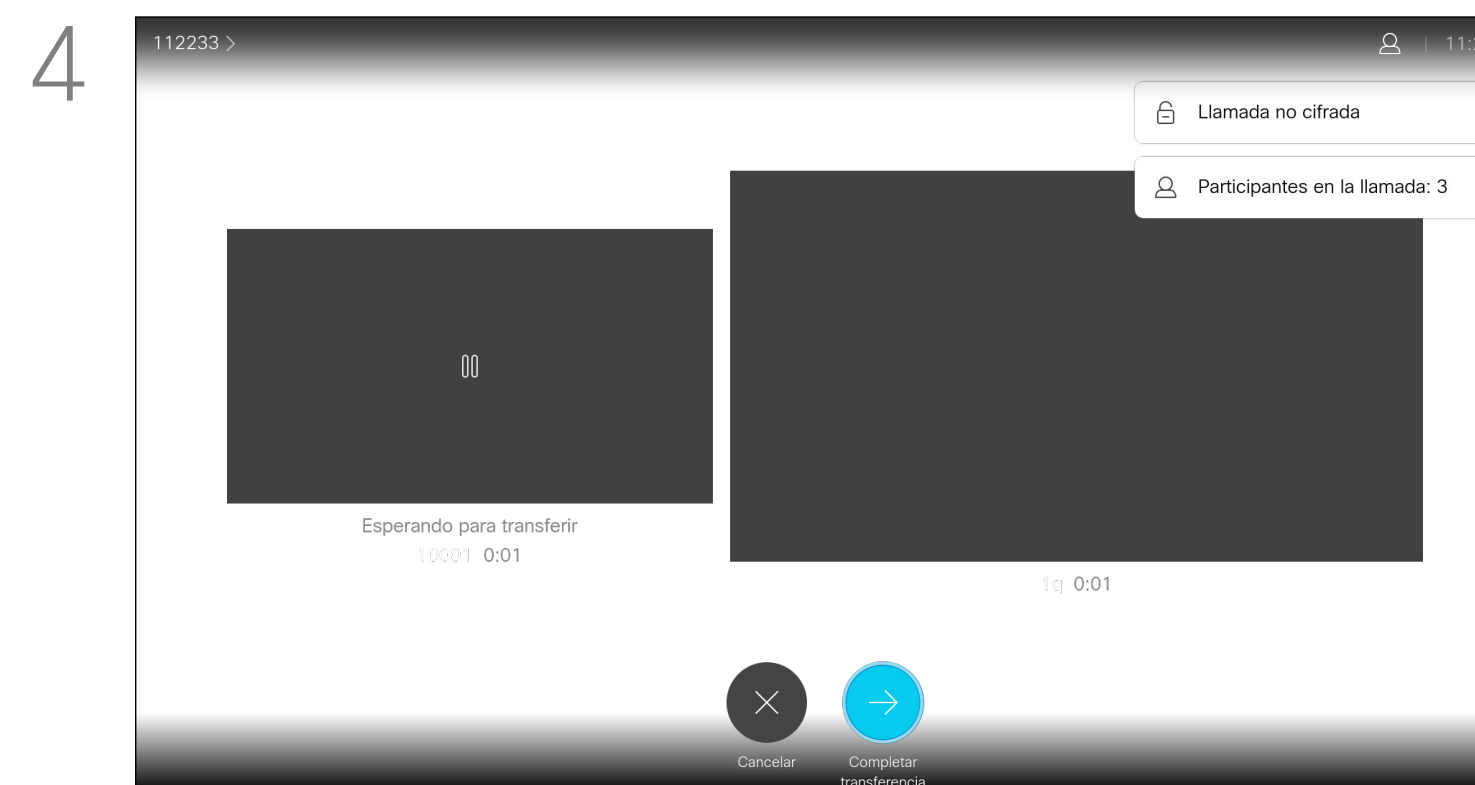 4
112233 >
Llamada no cifrada
Participantes en la llamada: 3
Esperando para transferir
10001 0:01
1q 0:01
Cancelar
Completar
transferencia